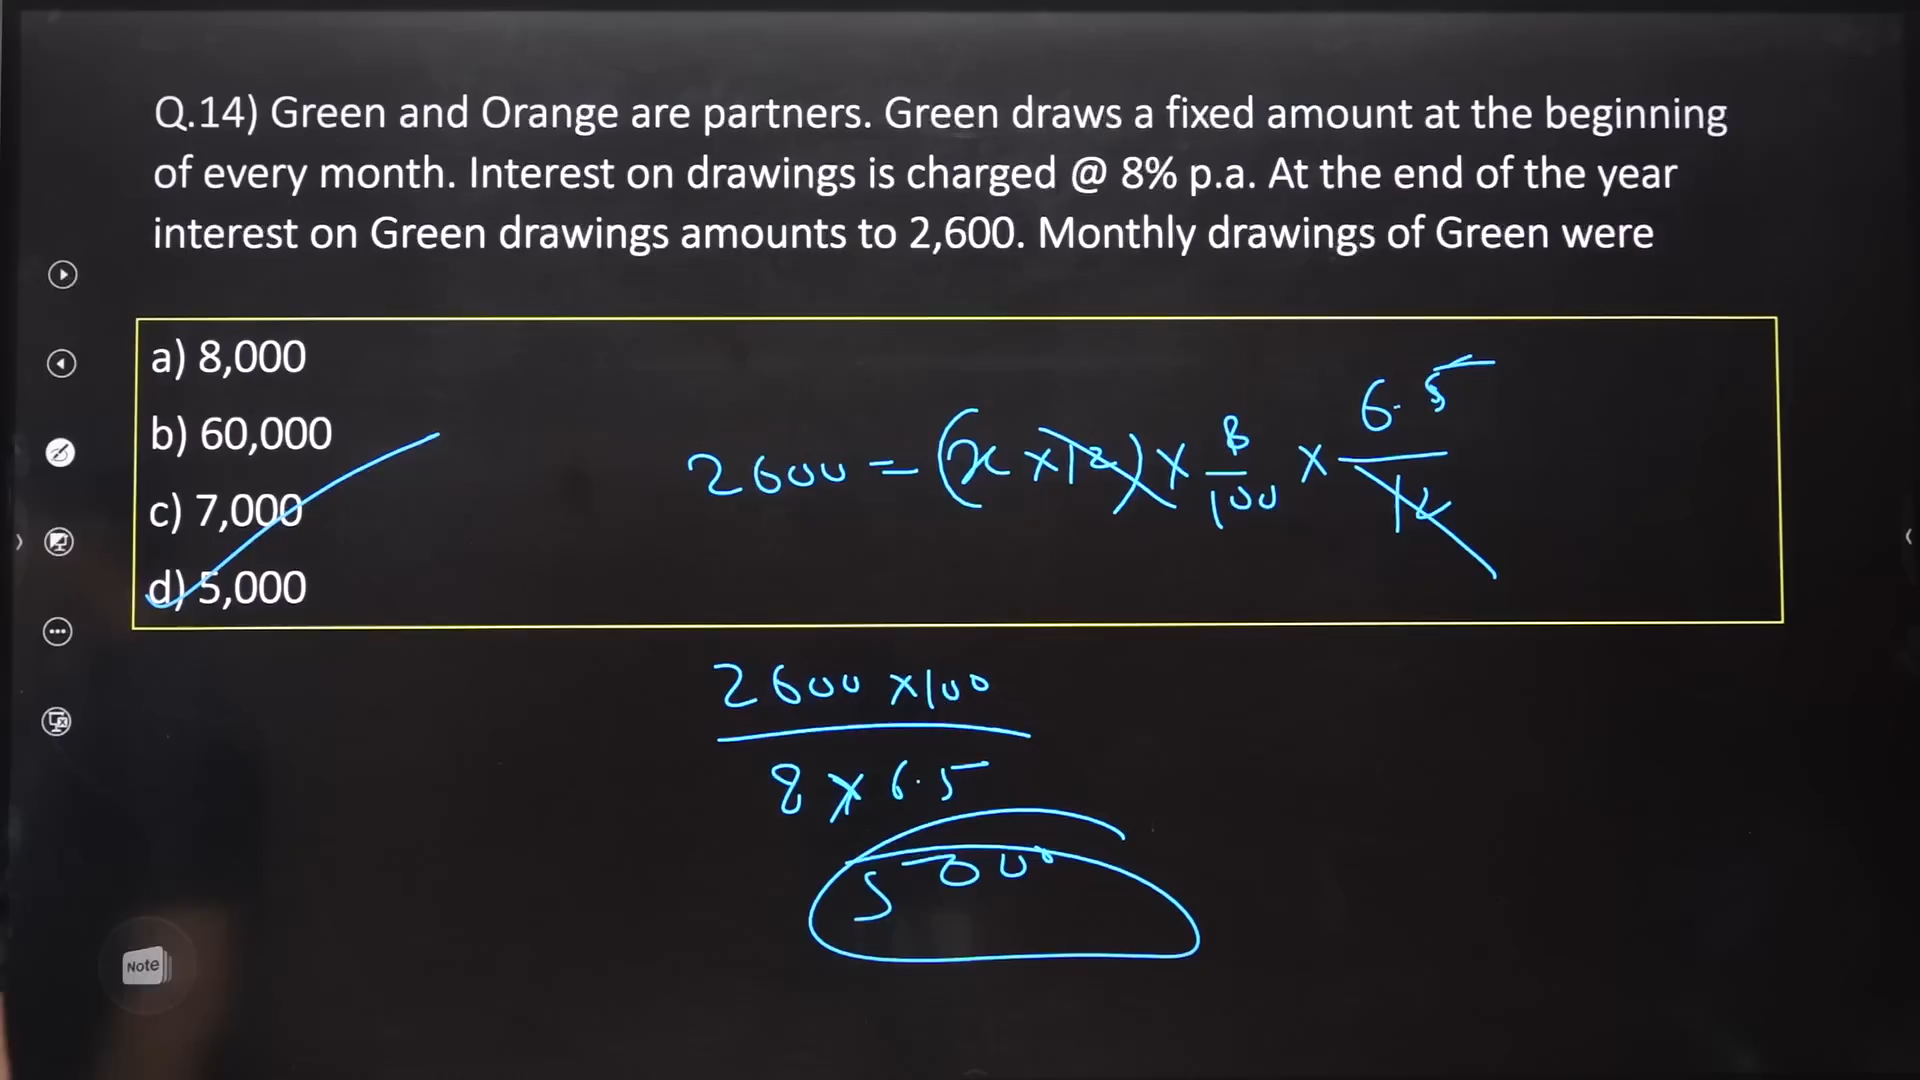 Q.14) Green and Orange are partners. Green draws a fixed amount at the beginning
of every month. Interest on drawings is charged @ 8% p.a. At the end of the year
interest on Green drawings amounts to 2,600. Monthly drawings of Green were
a) 8,000
b) 60,000
c) 7,000
d) 5,000
2600 = (x × 12) × 8/100 × 6.5/12
2600 × 100
8 × 6.5
5000
Note